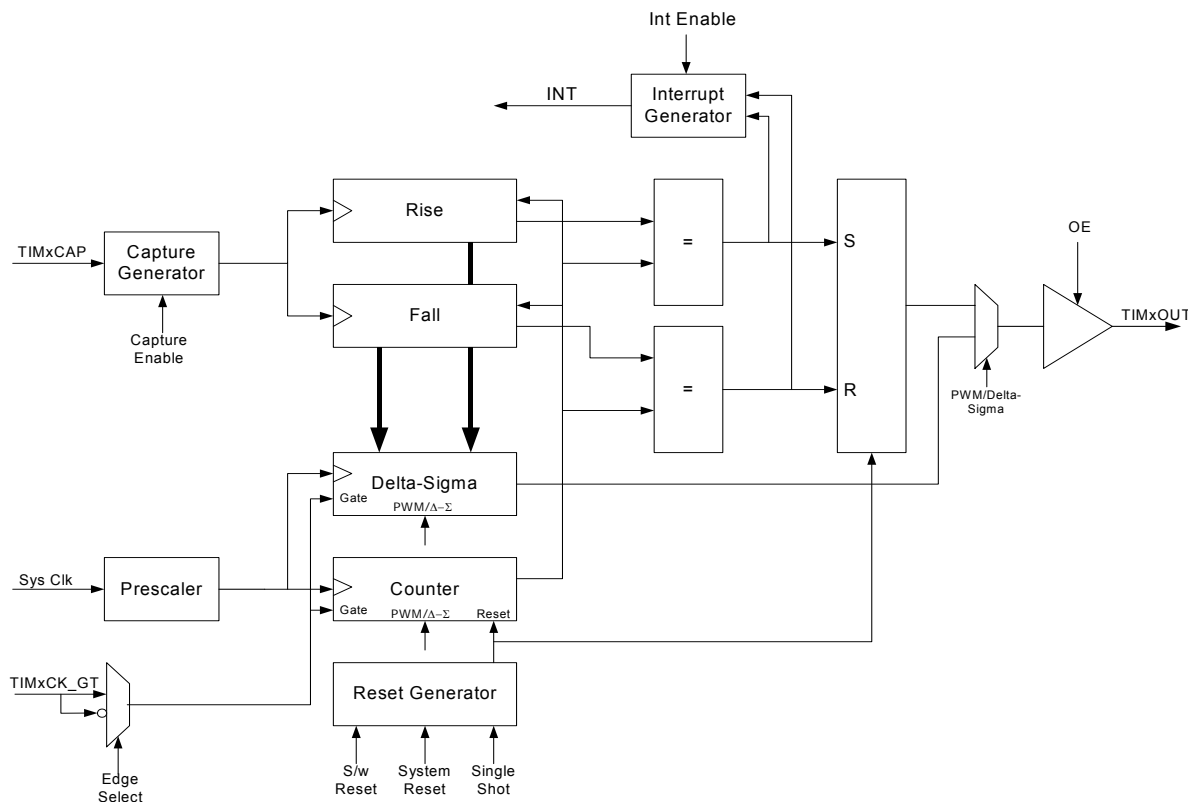 Int Enable
INT
Interrupt
Generator
Rise
OE
TIMxCAP
Capture
Generator
=
S
Fall
TIMxOUT
Capture
Enable
=
R
PWM/Delta-
Sigma
Delta-Sigma
Gate
PWM/Δ–Σ
Sys Clk
Prescaler
Counter
Gate
PWM/Δ–Σ
Reset
TIMxCK_GT
Reset Generator
Edge
Select
S/w
Reset
System
Reset
Single
Shot